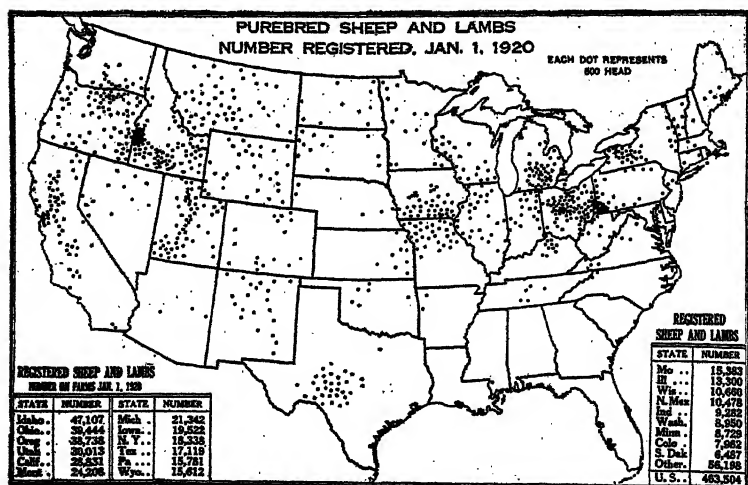 PUREBRED SHEEP AND LAMBS
NUMBER REGISTERED, JAN. 1, 1920
EACH DOT REPRESENTS
500 HEAD
REGISTERED SHEEP AND LAMBS
NUMBER ON FARMS JAN. 1, 1920
STATE NUMBER STATE NUMBER
Idaho.. 47,107 Mich.. 21,342
Ohio... 39,444 Iowa.. 19,522
Oreg.. 38,738 N.Y.. 18,338
Utah.. 30,013 Tex... 17,119
Calif.. 28,831 Pa.... 15,781
Mont.. 24,208 Wyo.. 15,612
REGISTERED
SHEEP AND LAMBS
STATE NUMBER
Mo .. 15,383
Ill ... 13,300
Wis .. 10,660
N. Mex 10,478
Ind .. 9,282
Wash. 8,950
Minn . 8,729
Colo . 7,962
S. Dak 6,487
Other. 56,198
U. S.. 463,504